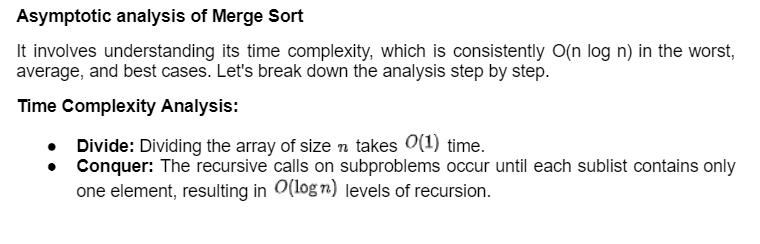 Asymptotic analysis of Merge Sort
It involves understanding its time complexity, which is consistently O(n log n) in the worst,
average, and best cases. Let's break down the analysis step by step.
Time Complexity Analysis:
● Divide: Dividing the array of size n takes O(1) time.
● Conquer: The recursive calls on subproblems occur until each sublist contains only
one element, resulting in O(log n) levels of recursion.